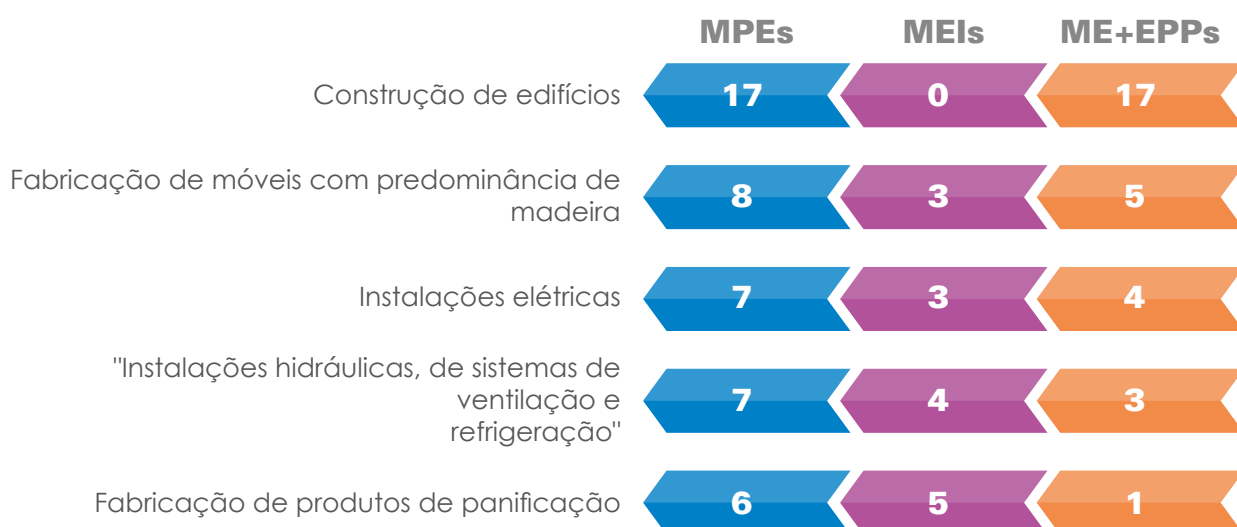 MPEs MEIs ME+EPPs
Construção de edifícios 17 0 17
Fabricação de móveis com predominância de
madeira 8 3 5
Instalações elétricas 7 3 4
"Instalações hidráulicas, de sistemas de
ventilação e 7 4 3
refrigeração"
Fabricação de produtos de panificação 6 5 1